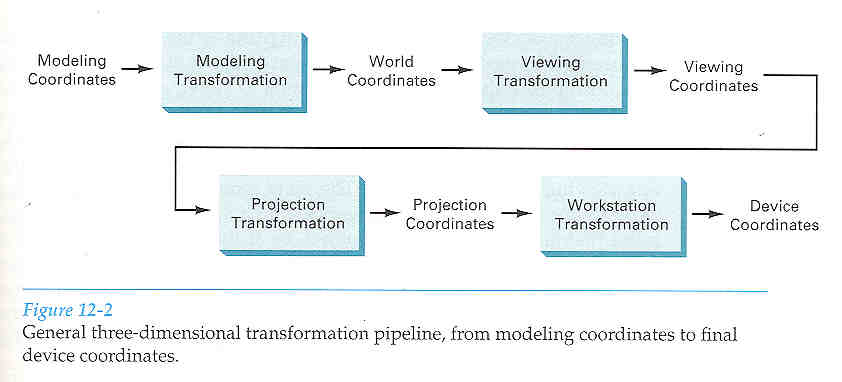 Modeling
Coordinates
Modeling
Transformation
World
Coordinates
Viewing
Transformation
Viewing
Coordinates
Projection
Transformation
Projection
Coordinates
Workstation
Transformation
Device
Coordinates
Figure 12-2
General three-dimensional transformation pipeline, from modeling coordinates to final
device coordinates.